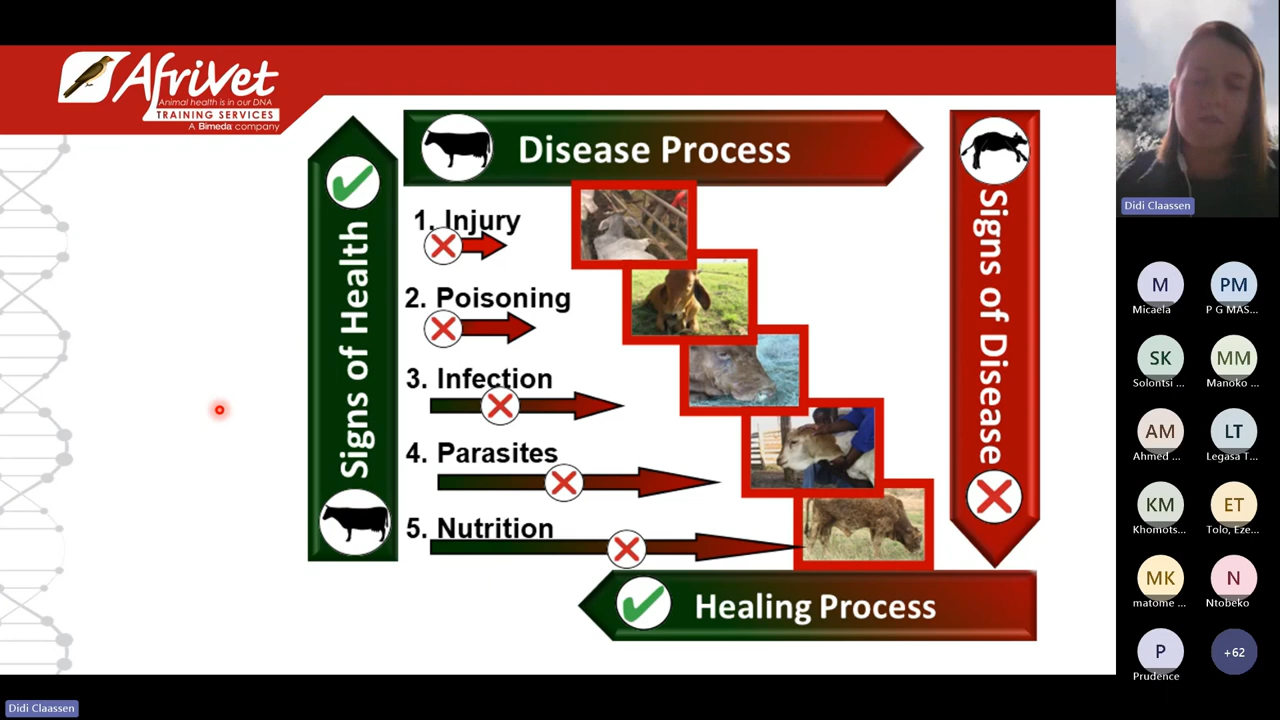 AfriVet
Animal health is in our DNA
TRAINING SERVICES
A Bimeda company
Disease Process
Signs of Health
1. Injury
2. Poisoning
3. Infection
4. Parasites
5. Nutrition
Signs of Disease
Healing Process
Didi Claassen
M
Micaela
PM
P G MAS...
SK
Solontsi ...
MM
Manoko ...
AM
Ahmed ...
LT
Legasa T...
KM
Khomots...
ET
Tolo, Eze...
MK
matome ...
N
Ntobeko
P
Prudence
+62
Didi Claassen